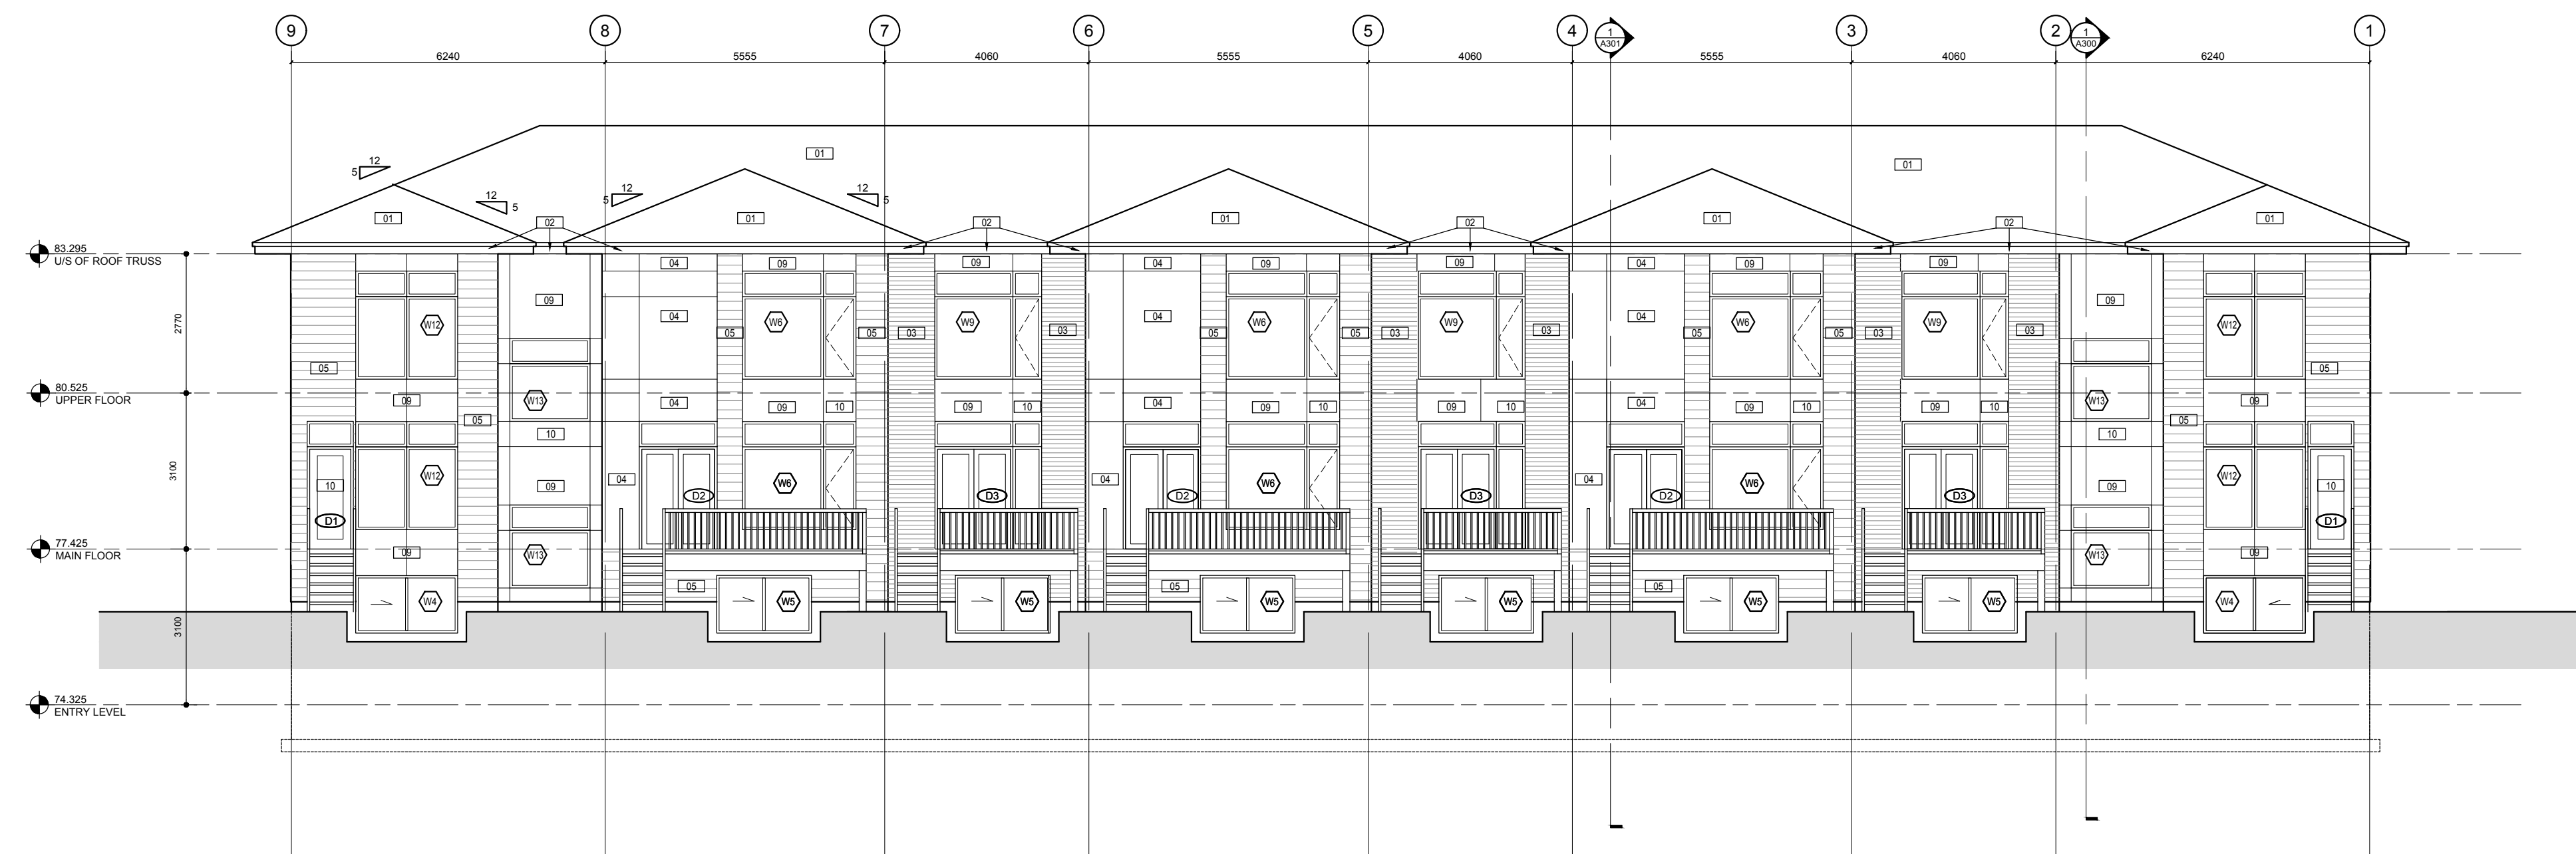 9 8 7 6 5 4 3 2 1
1
A301
1
A300
6240 5555 4060 5555 4060 5555 4060 6240
01 01
12
5
12
5
12
5
12
5
01 01 01 01 01
02 02 02 02
83.295
U/S OF ROOF TRUSS
04 09 09 04 09 09 04 09 09
09 09
2770
04 04 04
W12 W6 W9 W6 W9 W6 W9 W12
05 05 03 03 05 05 03 03 05 05 03 03
05 05
80.525
UPPER FLOOR
09 W13 W13 09
04 09 10 09 10 04 09 10 09 10 04 09 10 09 10
05 05
10 10
3100
W12 W12
04 04 04
10 09 W6 W6 W6 09 10
D2 D3 D2 D3 D2 D3
D1 D1
77.425
MAIN FLOOR
09 W13 W13 09
05 05 05
W4 W5 W5 W5 W5 W5 W5 W4
3100
74.325
ENTRY LEVEL